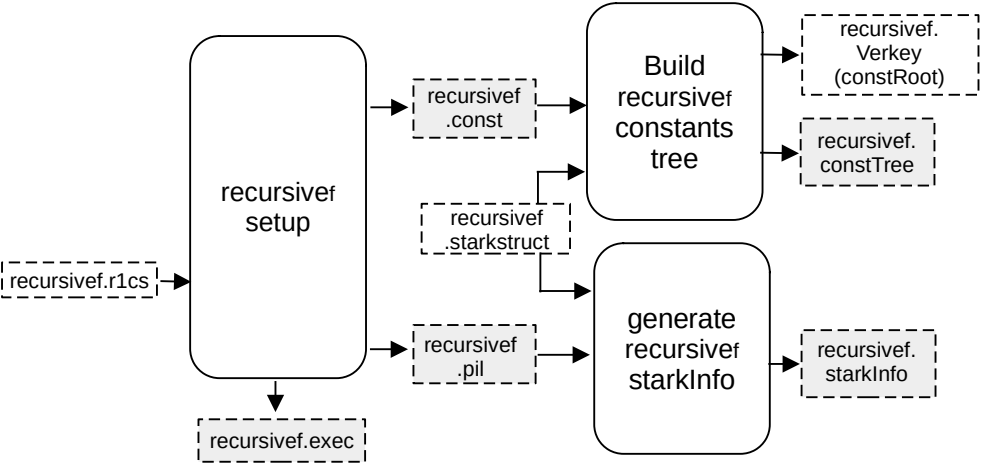 recursivef.r1cs
recursivef
setup
recursivef.exec
recursivef
.const
recursivef
.starkstruct
recursivef
.pil
Build
recursivef
constants
tree
generate
recursivef
starkInfo
recursivef.
Verkey
(constRoot)
recursivef.
constTree
recursivef.
starkInfo